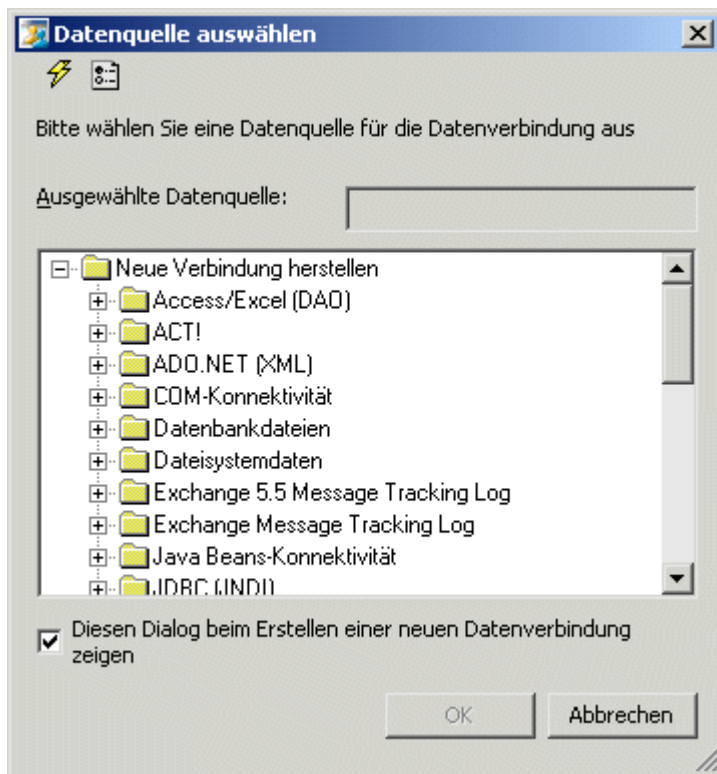 Datenquelle auswählen
Bitte wählen Sie eine Datenquelle für die Datenverbindung aus
Ausgewählte Datenquelle:
Neue Verbindung herstellen
Access/Excel (DAO)
ACT!
ADO.NET (XML)
COM-Konnektivität
Datenbankdateien
Dateisystemdaten
Exchange 5.5 Message Tracking Log
Exchange Message Tracking Log
Java Beans-Konnektivität
JDBC (JNDI)
Diesen Dialog beim Erstellen einer neuen Datenverbindung
zeigen
OK Abbrechen